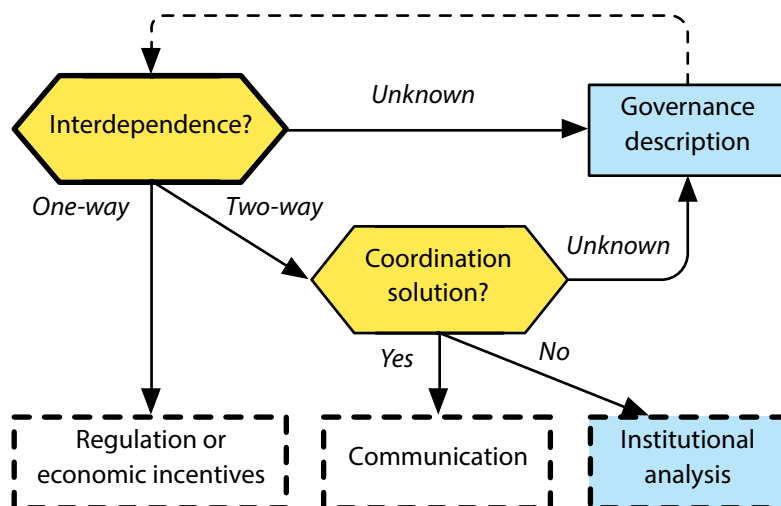 Unknown
Interdependence?
Governance
description
One-way
Two-way
Coordination
solution?
Unknown
Yes
No
Regulation or
economic incentives
Communication
Institutional
analysis